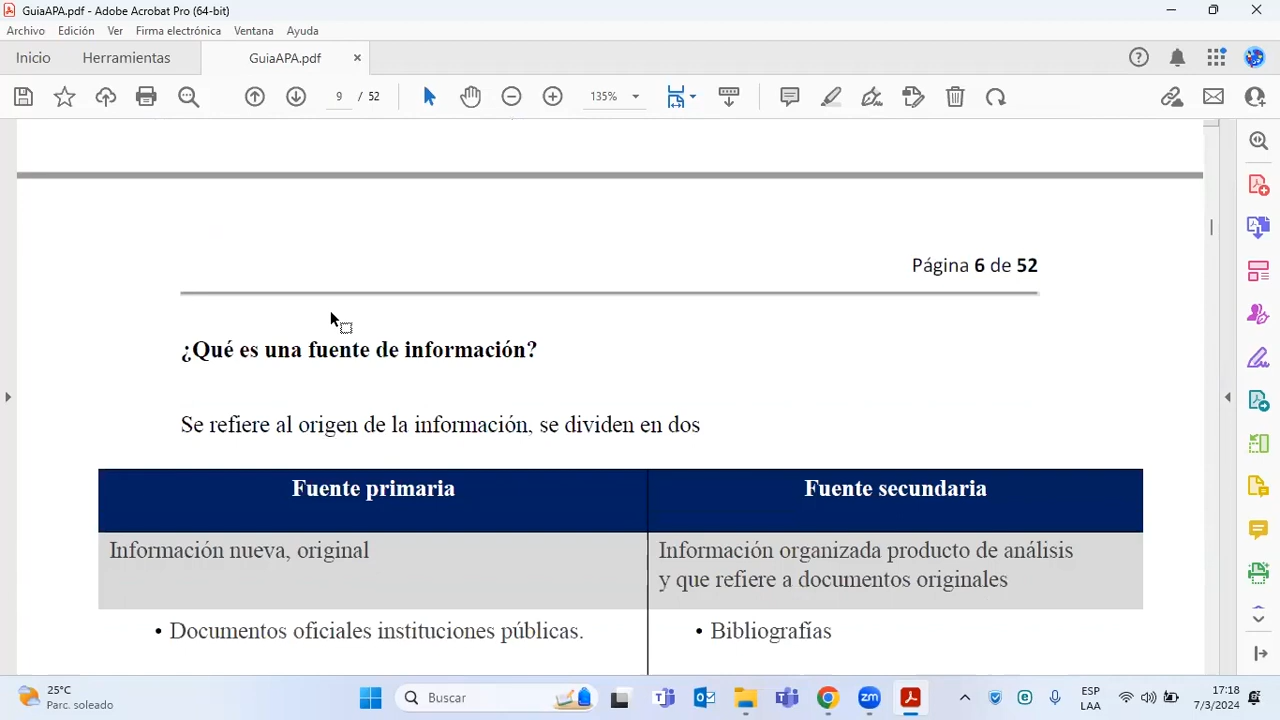 GuiaAPA.pdf - Adobe Acrobat Pro (64-bit)
Archivo Edición Ver Firma electrónica Ventana Ayuda
Inicio Herramientas GuiaAPA.pdf
9 / 52 135%
Página 6 de 52
¿Qué es una fuente de información?
Se refiere al origen de la información, se dividen en dos
Fuente primaria Fuente secundaria
Información nueva, original Información organizada producto de análisis
y que refiere a documentos originales
• Documentos oficiales instituciones públicas. • Bibliografías
25°C
Parc. soleado
Buscar
ESP
LAA
17:18
7/3/2024